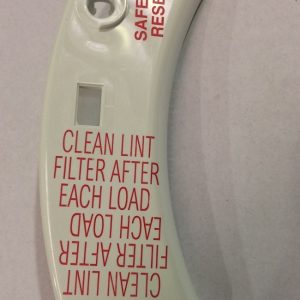 SAFE
RESE
CLEAN LINT
FILTER AFTER
EACH LOAD
CLEAN LINT
FILTER AFTER
EACH LOAD